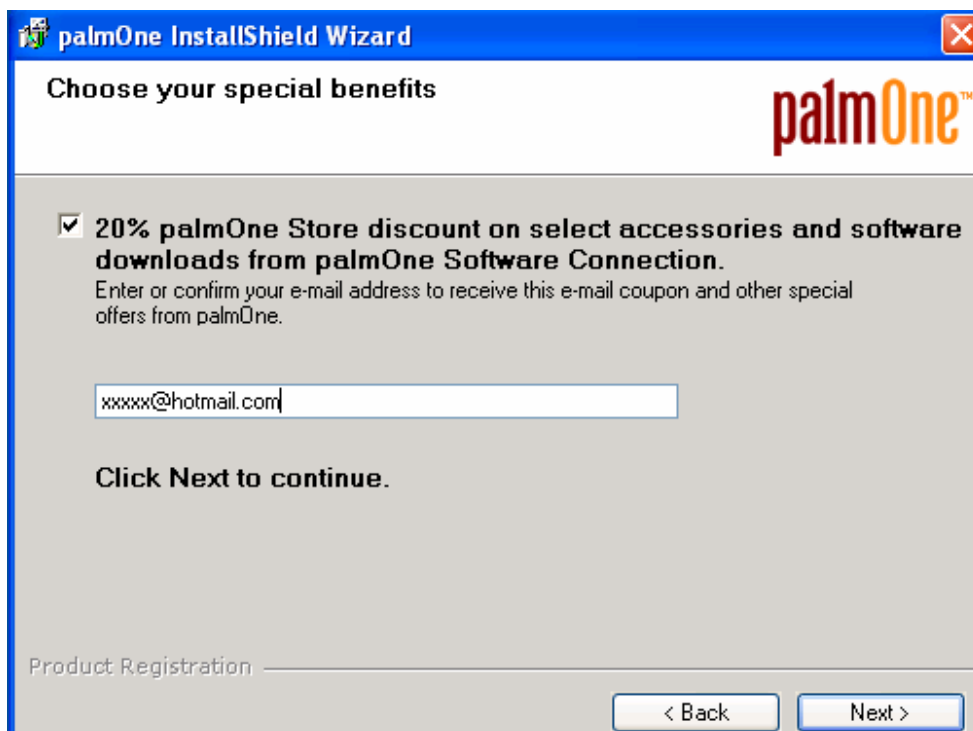 palmOne InstallShield Wizard
Choose your special benefits
palmOne™
20% palmOne Store discount on select accessories and software
downloads from palmOne Software Connection.
Enter or confirm your e-mail address to receive this e-mail coupon and other special
offers from palmOne.
xxxxx@hotmail.com
Click Next to continue.
Product Registration
< Back
Next >